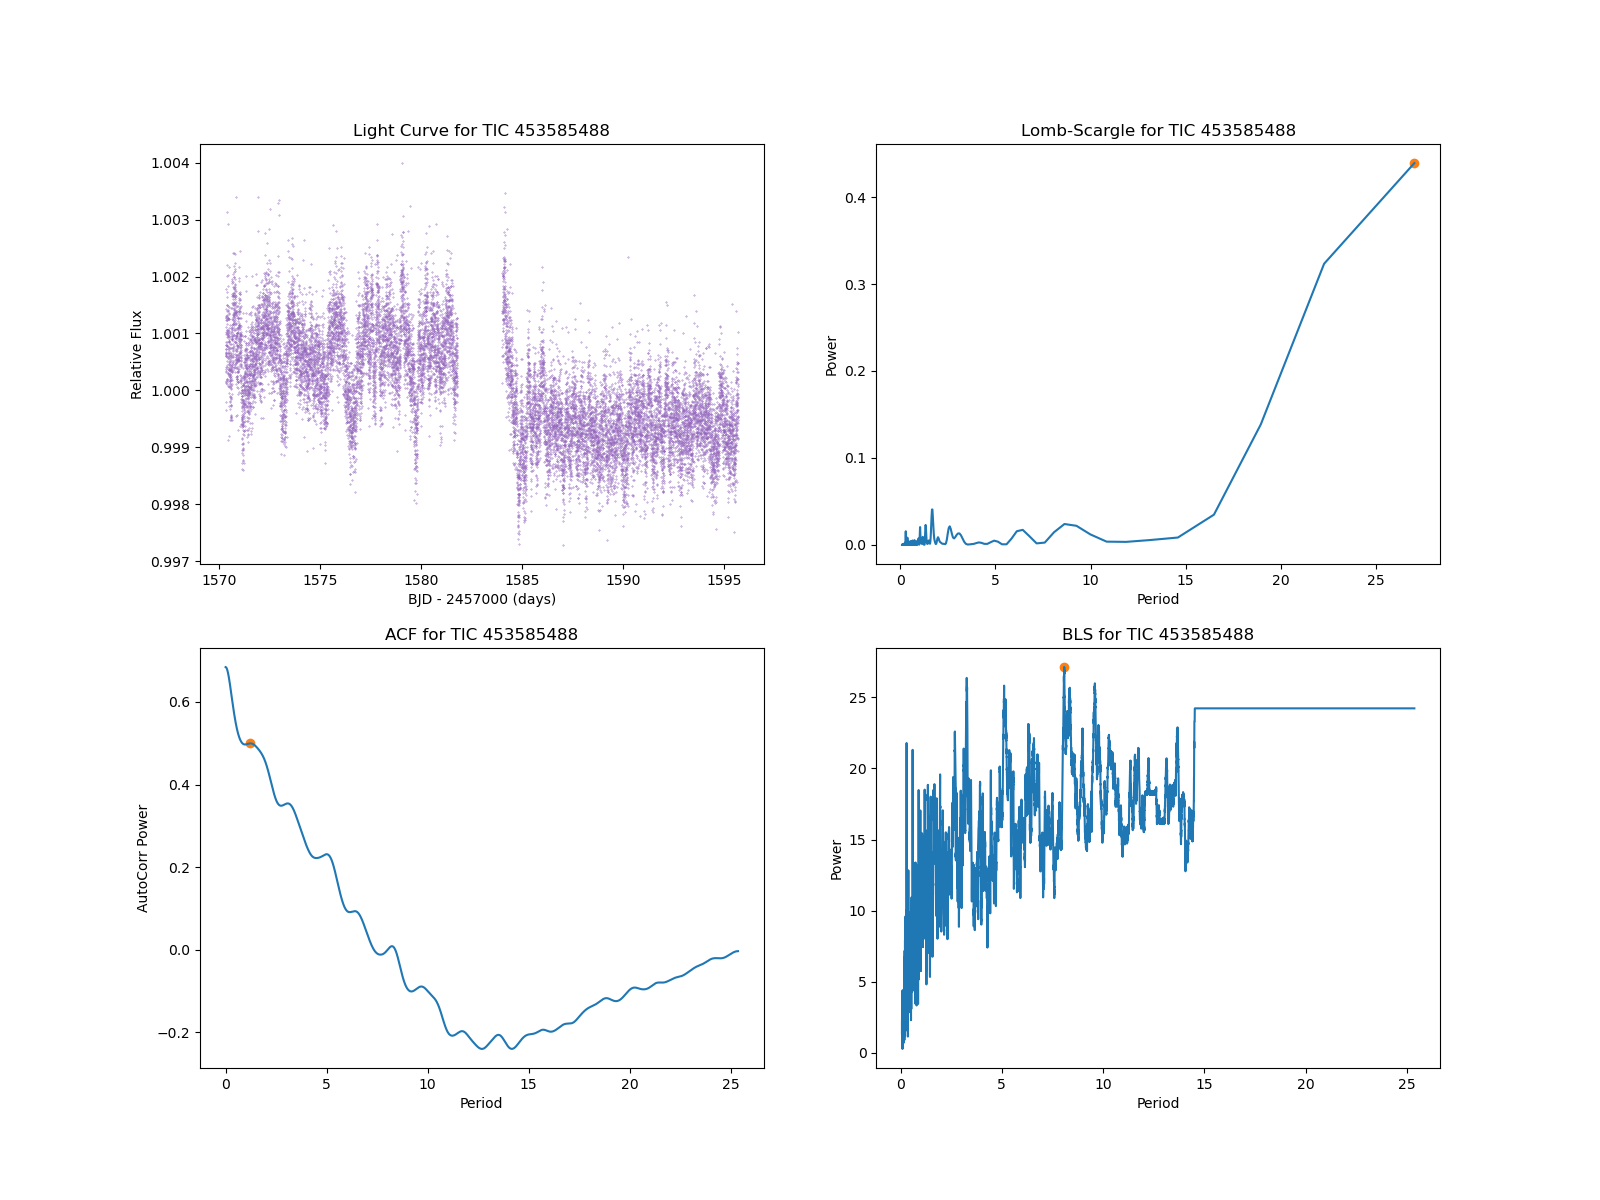 Light Curve for TIC 453585488
1.004
1.003
1.002
1.001
1.000
0.999
0.998
0.997
Relative Flux
1570 1575 1580 1585 1590 1595
BJD - 2457000 (days)
Lomb-Scargle for TIC 453585488
0.4
0.3
0.2
0.1
0.0
Power
0 5 10 15 20 25
Period
ACF for TIC 453585488
0.6
0.4
0.2
0.0
−0.2
AutoCorr Power
0 5 10 15 20 25
Period
BLS for TIC 453585488
25
20
15
10
5
0
Power
0 5 10 15 20 25
Period